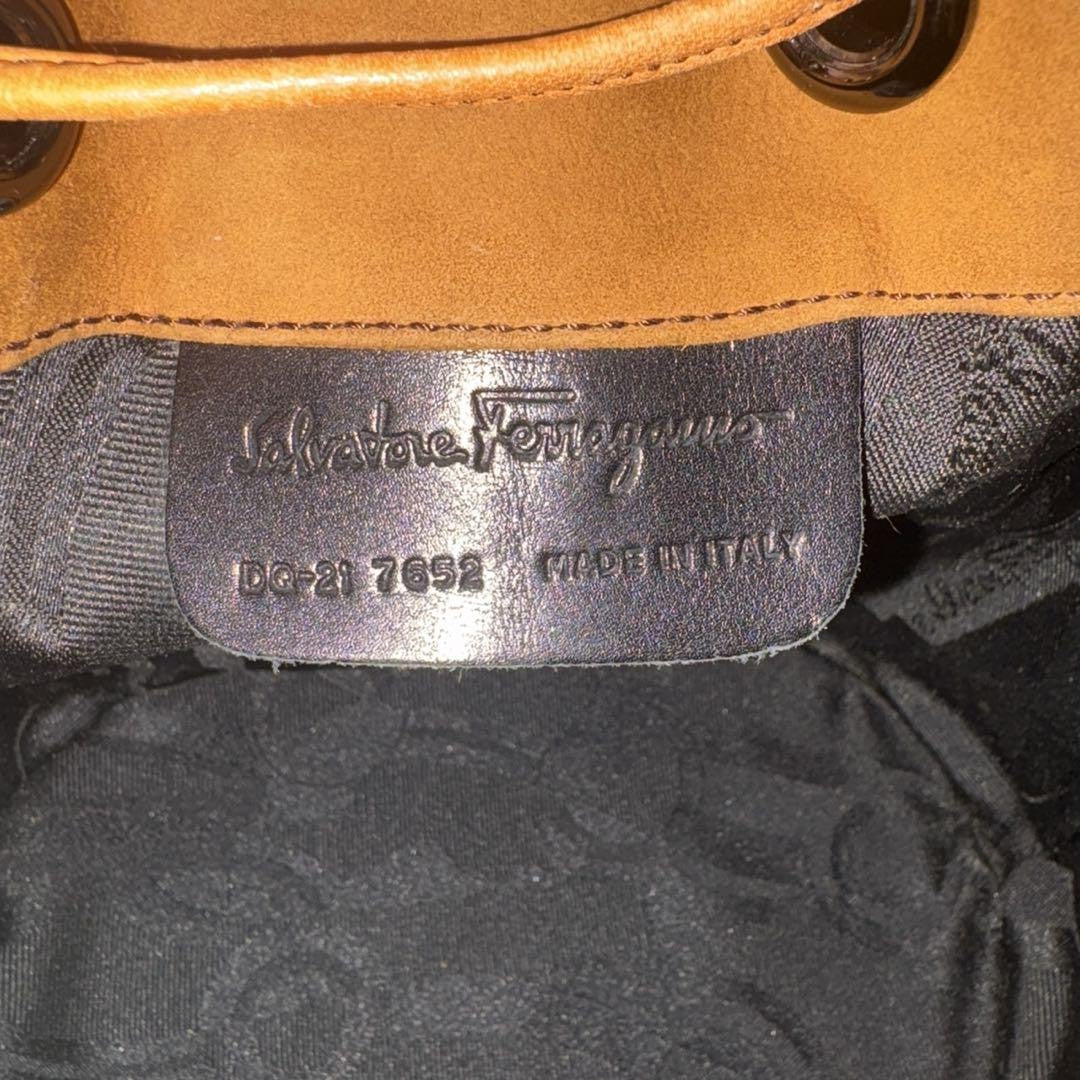 Salvatore Ferragamo
DQ-21 7652 MADE IN ITALY